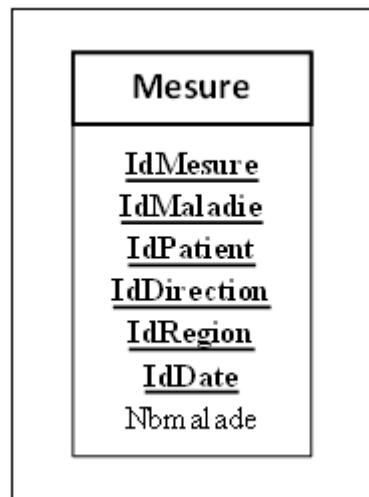 Mesure
IdMesure
IdMaladie
IdPatient
IdDirection
IdRegion
IdDate
Nbmalade